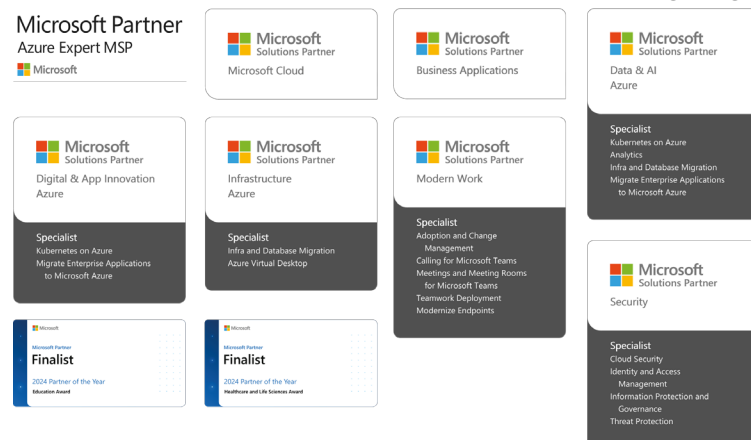 Microsoft Partner
Azure Expert MSP
Microsoft
Microsoft
Solutions Partner
Microsoft Cloud
Microsoft
Solutions Partner
Business Applications
Microsoft
Solutions Partner
Data & AI
Azure
Specialist
Kubernetes on Azure
Analytics
Infra and Database Migration
Migrate Enterprise Applications
to Microsoft Azure
Microsoft
Solutions Partner
Digital & App Innovation
Azure
Specialist
Kubernetes on Azure
Migrate Enterprise Applications
to Microsoft Azure
Microsoft
Solutions Partner
Infrastructure
Azure
Specialist
Infra and Database Migration
Azure Virtual Desktop
Microsoft
Solutions Partner
Modern Work
Specialist
Adoption and Change
Management
Calling for Microsoft Teams
Meetings and Meeting Rooms
for Microsoft Teams
Teamwork Deployment
Modernize Endpoints
Microsoft
Solutions Partner
Security
Specialist
Cloud Security
Identity and Access
Management
Information Protection and
Governance
Threat Protection
Microsoft
Microsoft Partner
Finalist
2024 Partner of the Year
Education Award
Microsoft
Microsoft Partner
Finalist
2024 Partner of the Year
Healthcare and Life Sciences Award